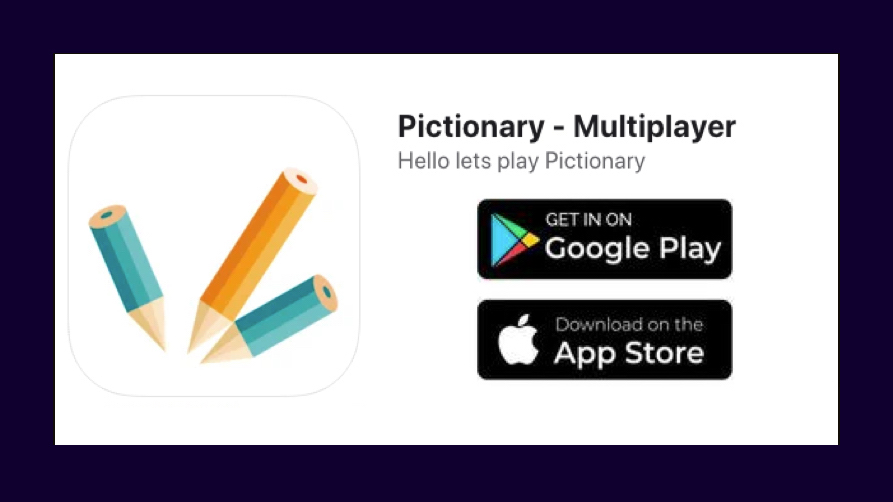 Pictionary - Multiplayer
Hello lets play Pictionary
GET IN ON
Google Play
Download on the
App Store